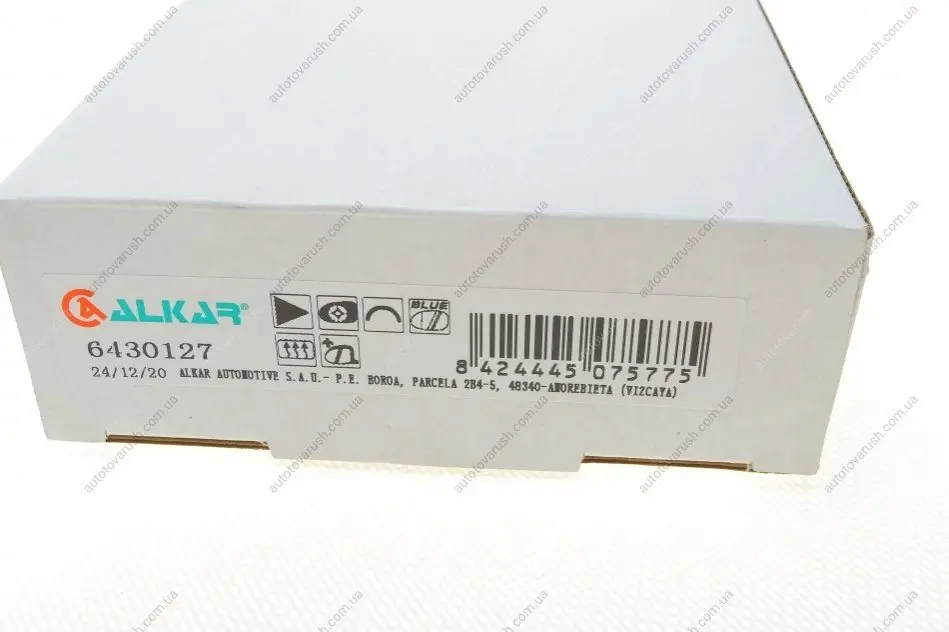 ALKAR®
BLUE
6430127
8 424445 075775
24/12/20 ALKAR AUTOMOTIVE S.A.U.- P.E. BOROA, PARCELA 2B4-5, 48340-AMOREBIETA (VIZCAYA)
autotovarush.com.ua